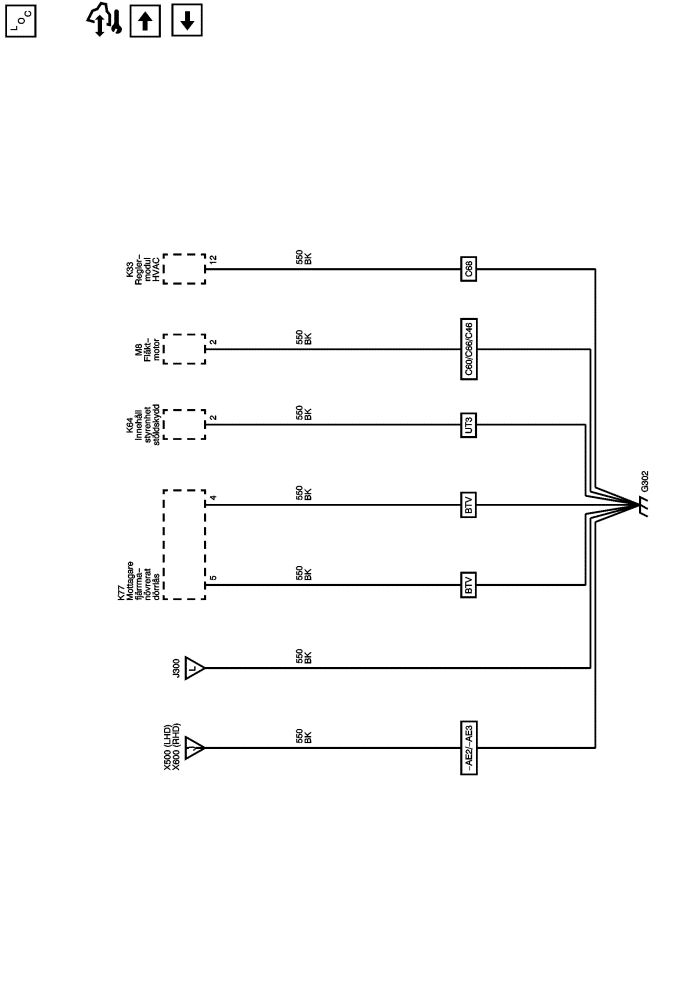 LOC
K33
Regler–
modul
HVAC
12
550
BK
C68
M8
Fläkt–
motor
2
550
BK
C60/C66/C46
K64
Innehåll
styrenhet
stöldskydd
2
550
BK
UT3
K77
Mottagare
fjärrma–
növrerat
dörrlås
4
550
BK
BTV
5
550
BK
BTV
G302
J300
L
550
BK
X500 (LHD)
X600 (RHD)
J
550
BK
–AE2/–AE3